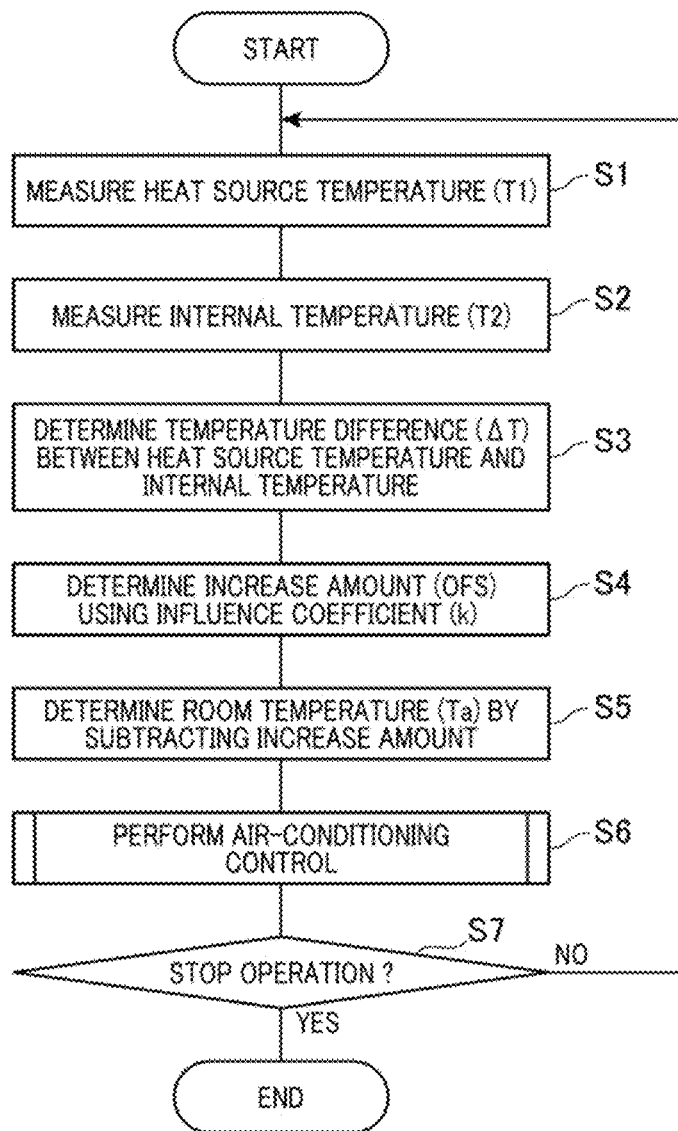 START
MEASURE HEAT SOURCE TEMPERATURE (T1)
S1
MEASURE INTERNAL TEMPERATURE (T2)
S2
DETERMINE TEMPERATURE DIFFERENCE (ΔT)
BETWEEN HEAT SOURCE TEMPERATURE AND
INTERNAL TEMPERATURE
S3
DETERMINE INCREASE AMOUNT (OFS)
USING INFLUENCE COEFFICIENT (k)
S4
DETERMINE ROOM TEMPERATURE (Ta) BY
SUBTRACTING INCREASE AMOUNT
S5
PERFORM AIR-CONDITIONING
CONTROL
S6
S7
STOP OPERATION ?
NO
YES
END